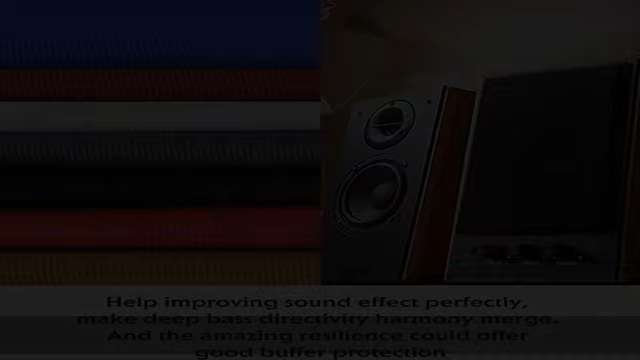 Help improving sound effect perfectly,
make deep bass directivity harmony merge.
And the amazing resilience could offer
good buffer protection.